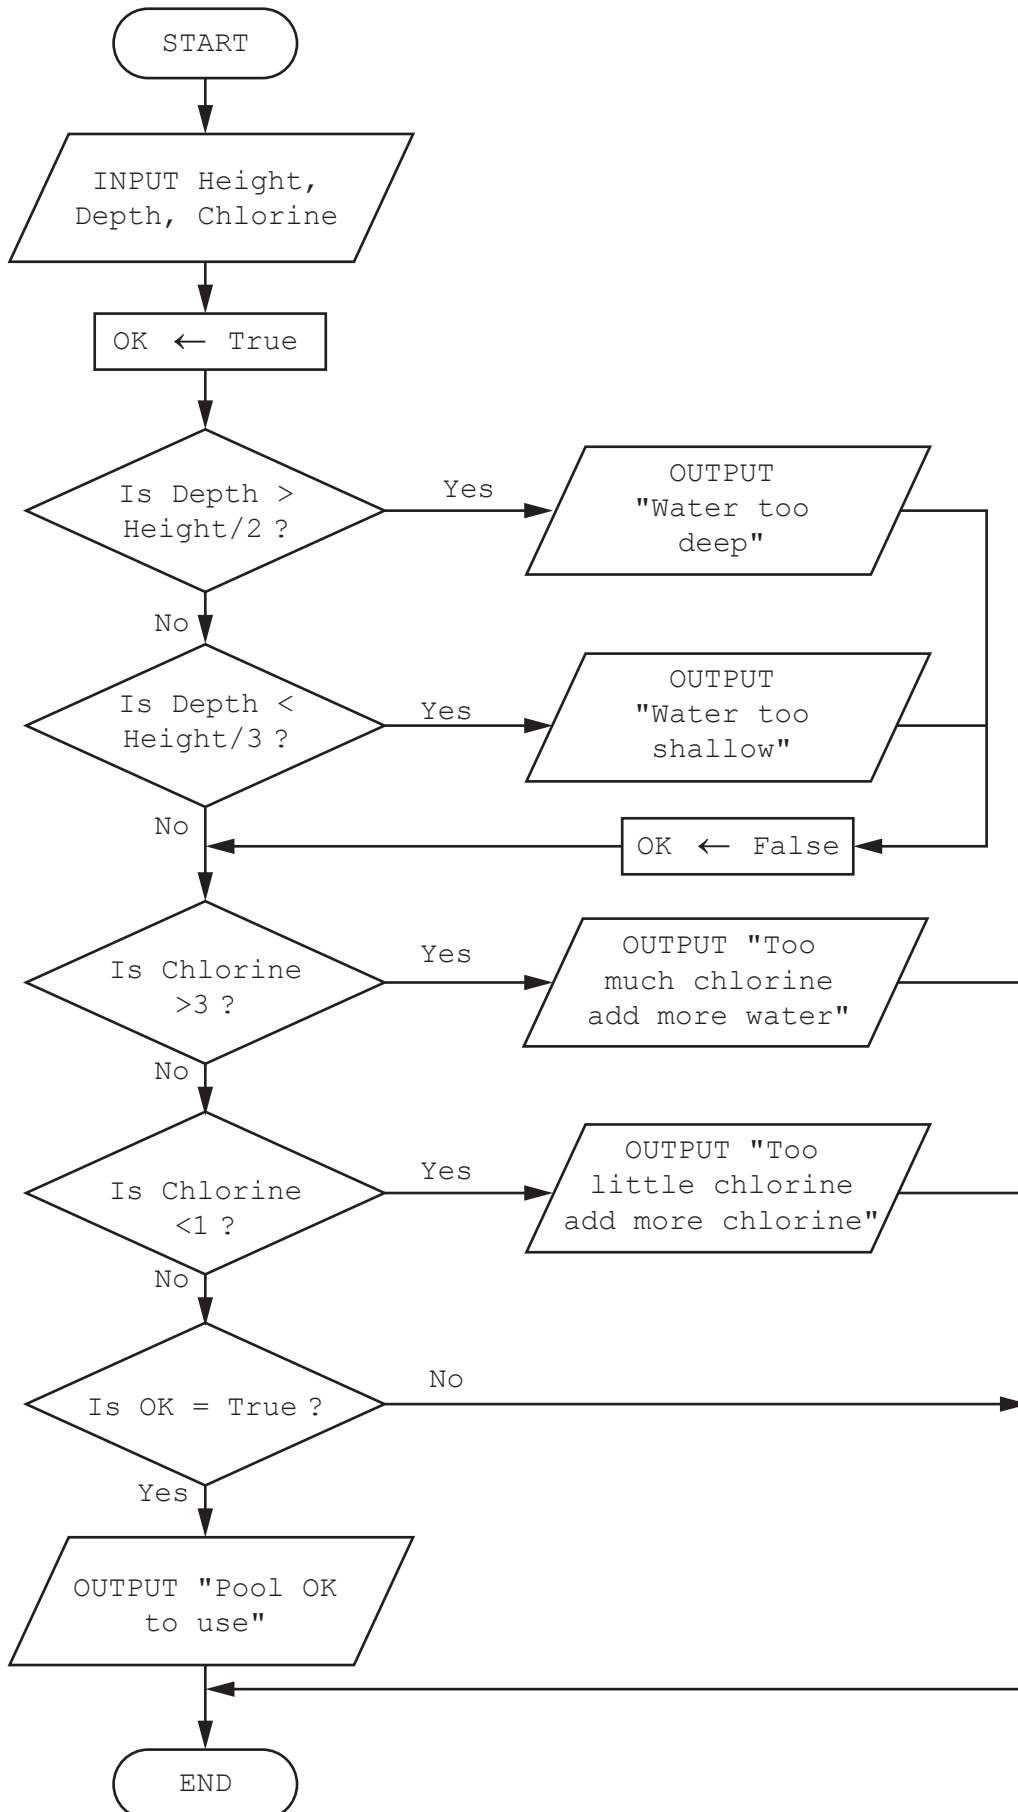 START
INPUT Height,
Depth, Chlorine
OK ← True
Is Depth >
Height/2 ?
Yes
OUTPUT
"Water too
deep"
No
Is Depth <
Height/3 ?
Yes
OUTPUT
"Water too
shallow"
No
OK ← False
Is Chlorine
>3 ?
Yes
OUTPUT "Too
much chlorine
add more water"
No
Is Chlorine
<1 ?
Yes
OUTPUT "Too
little chlorine
add more chlorine"
No
Is OK = True ?
No
Yes
OUTPUT "Pool OK
to use"
END